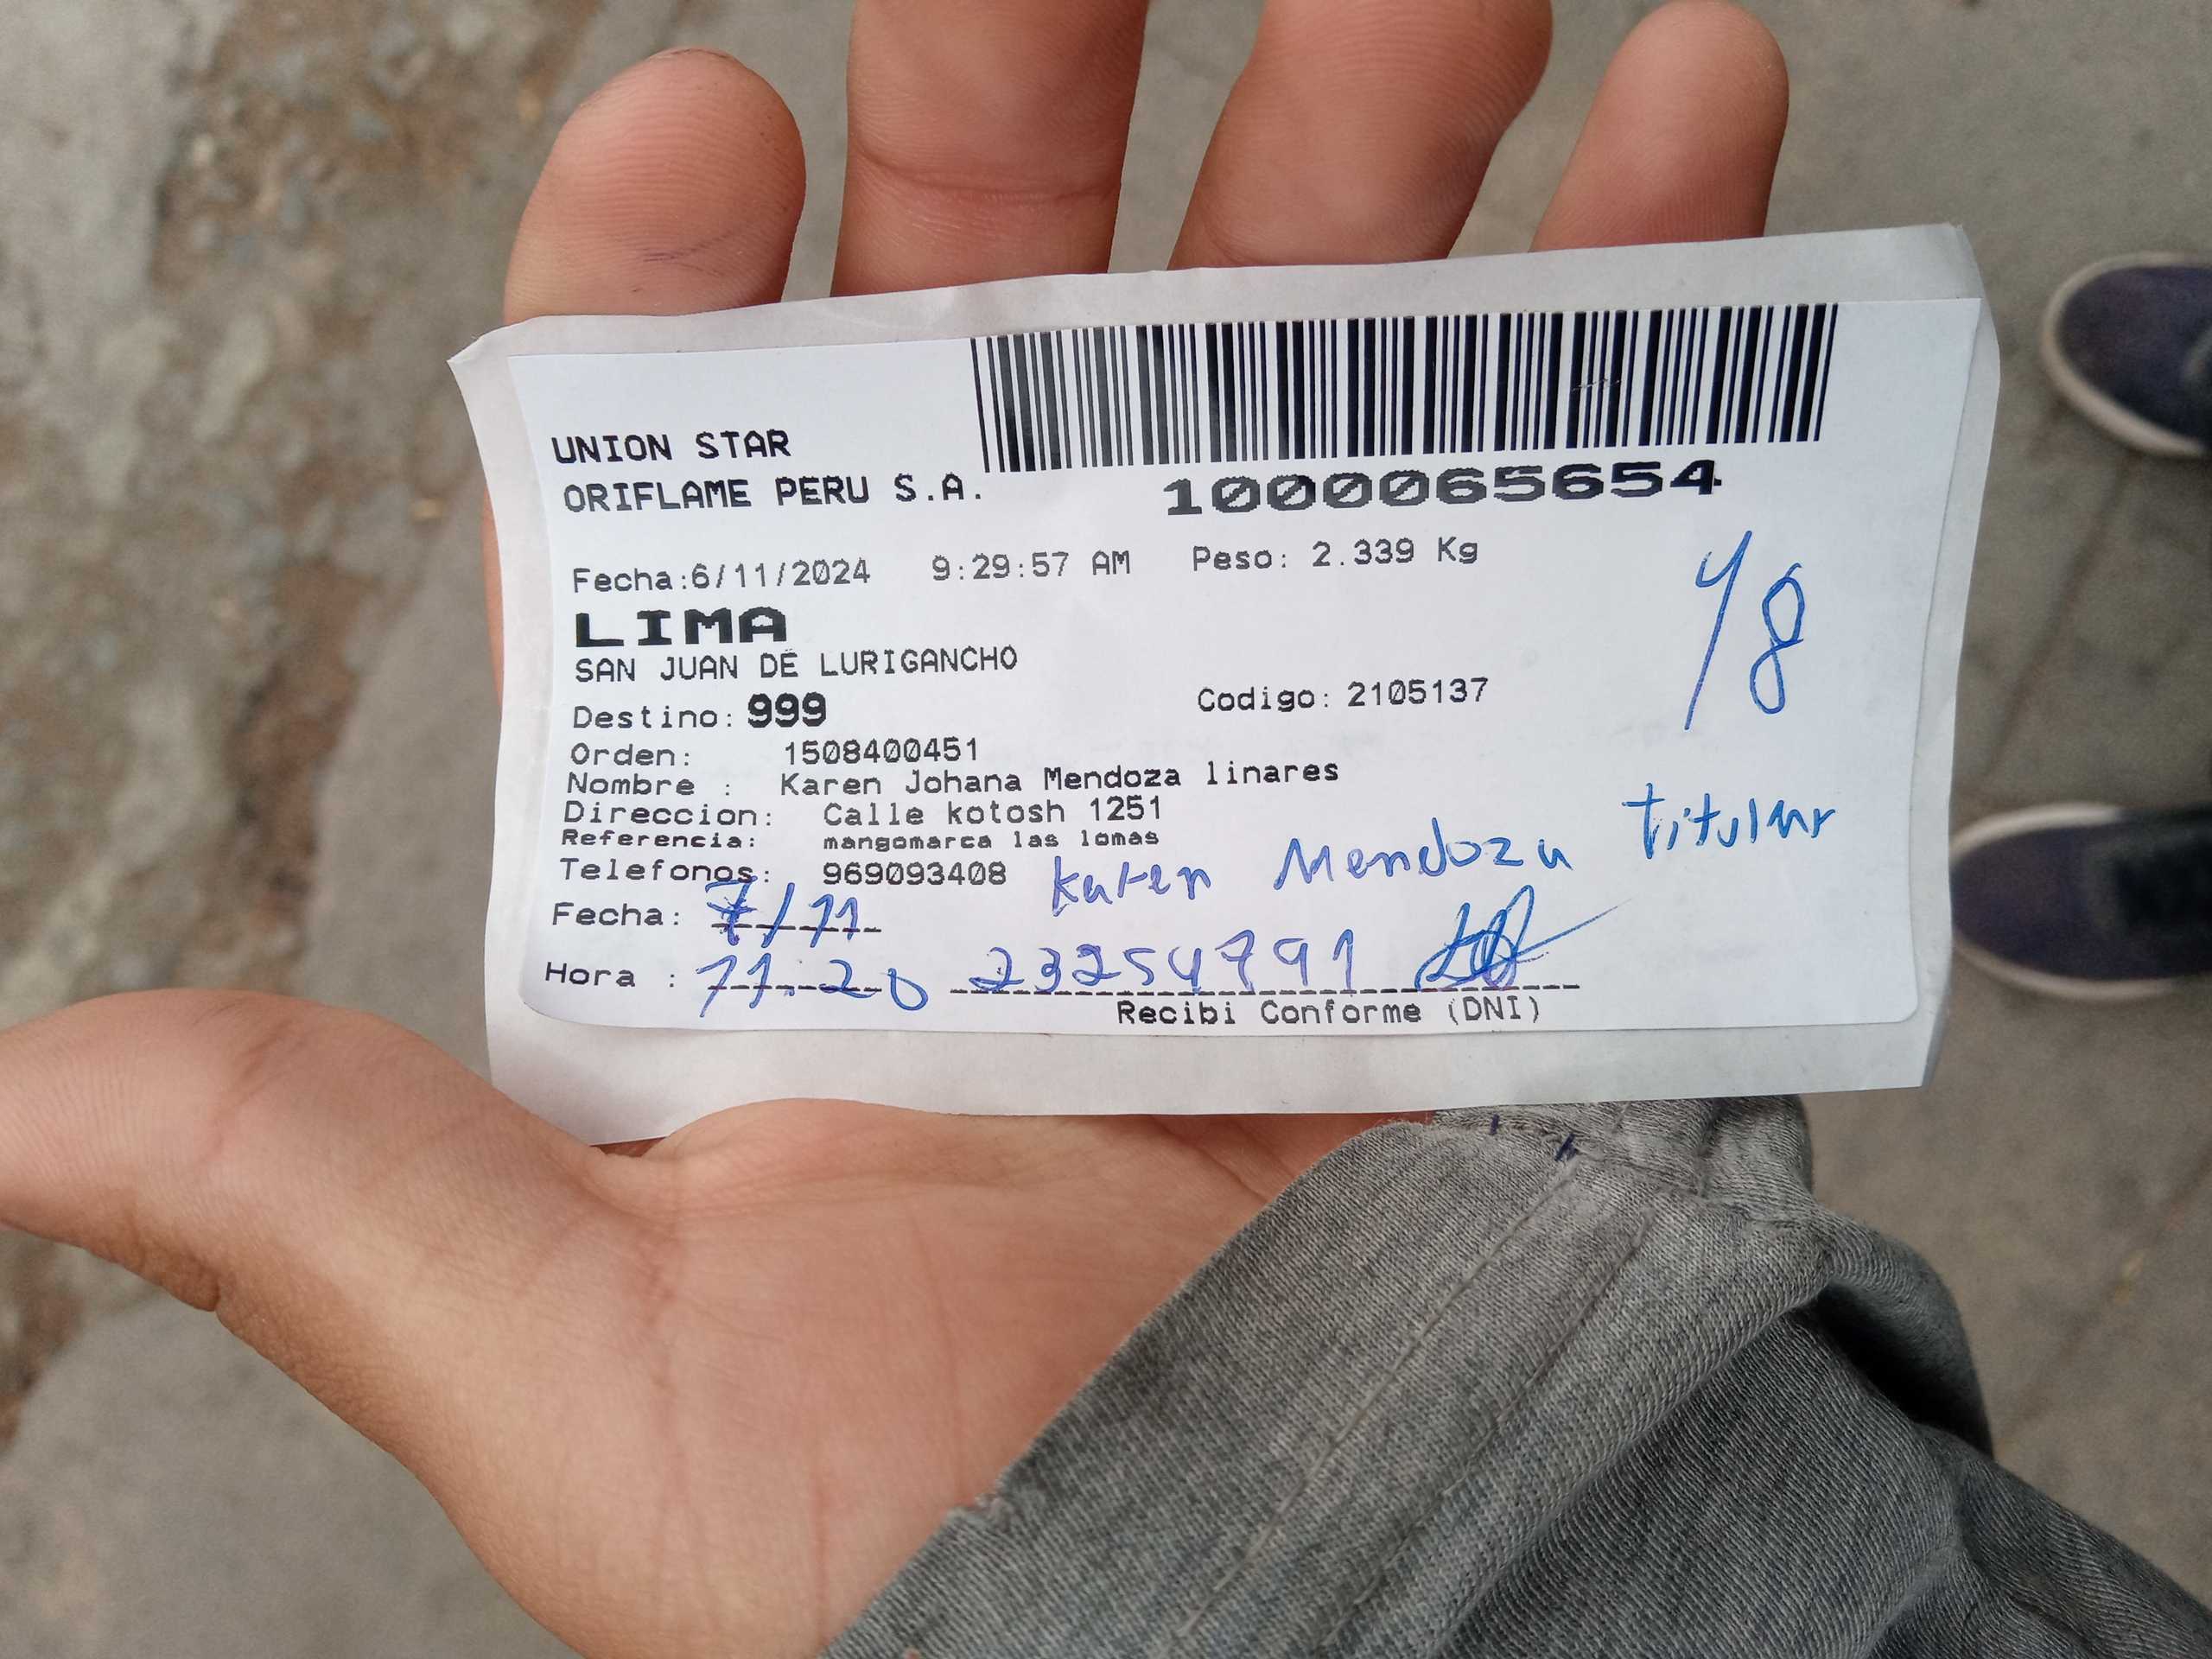 UNION STAR
ORIFLAME PERU S.A.
1000065654
Fecha:6/11/2024 9:29:57 AM Peso: 2.339 Kg
LIMA
SAN JUAN DE LURIGANCHO
Destino: 999 Codigo: 2105137
Orden: 1508400451
Nombre : Karen Johana Mendoza linares
Direccion: Calle kotosh 1251
Referencia: mangomarca las lomas
Telefonos: 969093408 Karen Mendoza titular
Fecha: 7/11
Hora : 11:20 23254791
Recibi Conforme (DNI)